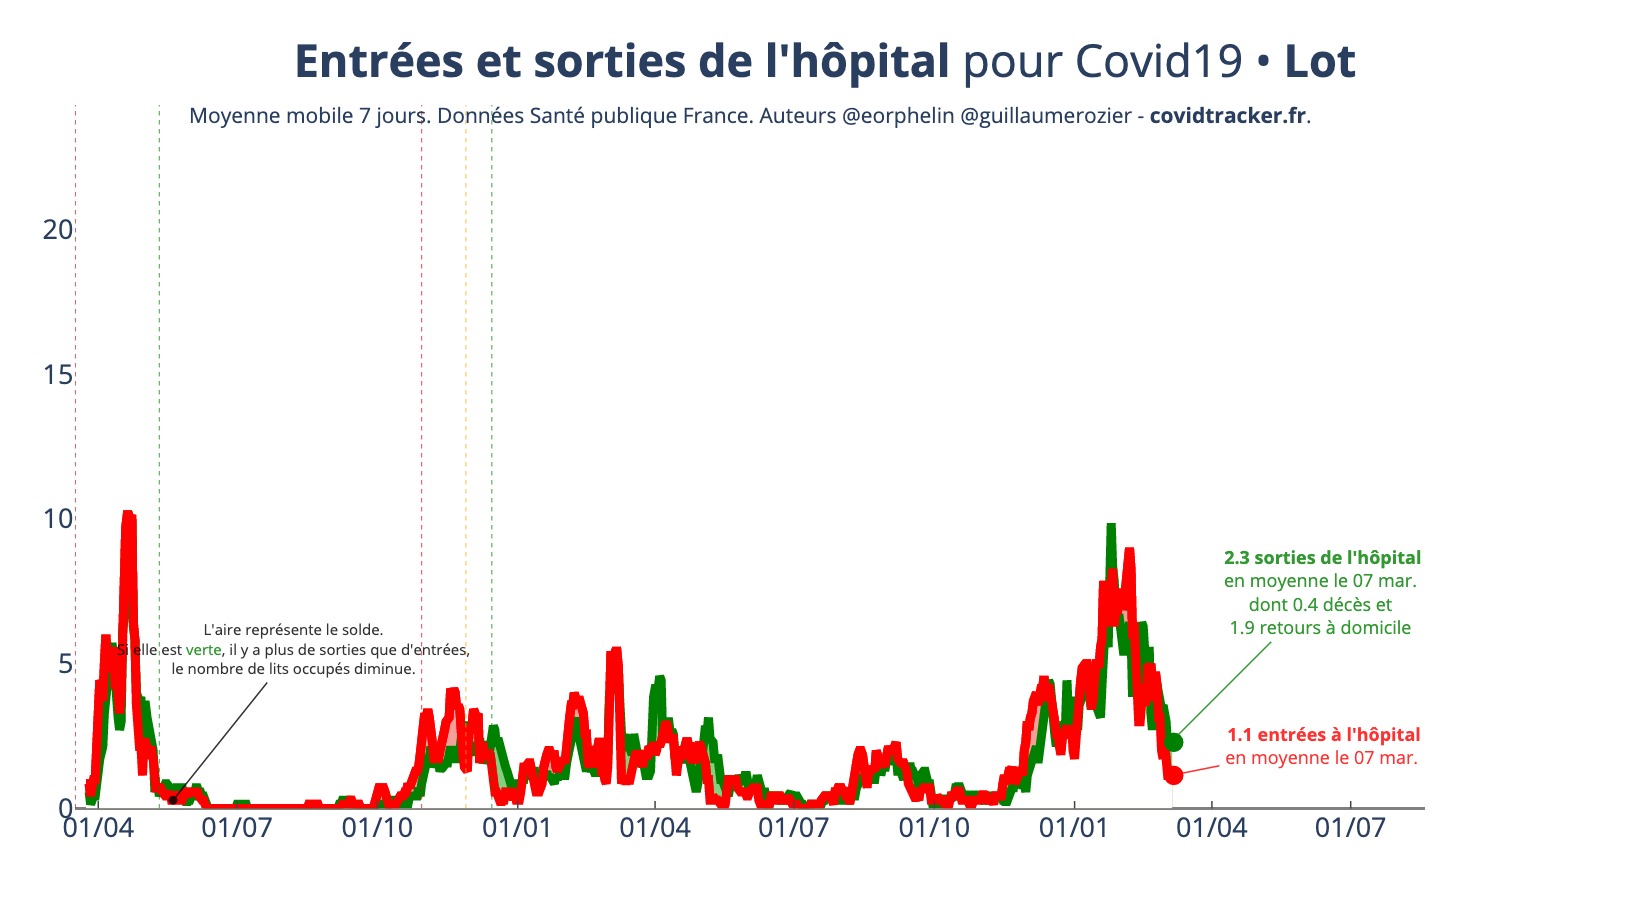 Entrées et sorties de l'hôpital pour Covid19 • Lot
Moyenne mobile 7 jours. Données Santé publique France. Auteurs @eorphelin @guillaumerozier - covidtracker.fr.
20
15
10
5
0
L'aire représente le solde.
Si elle est verte, il y a plus de sorties que d'entrées,
le nombre de lits occupés diminue.
2.3 sorties de l'hôpital
en moyenne le 07 mar.
dont 0.4 décès et
1.9 retours à domicile
1.1 entrées à l'hôpital
en moyenne le 07 mar.
01/04 01/07 01/10 01/01 01/04 01/07 01/10 01/01 01/04 01/07